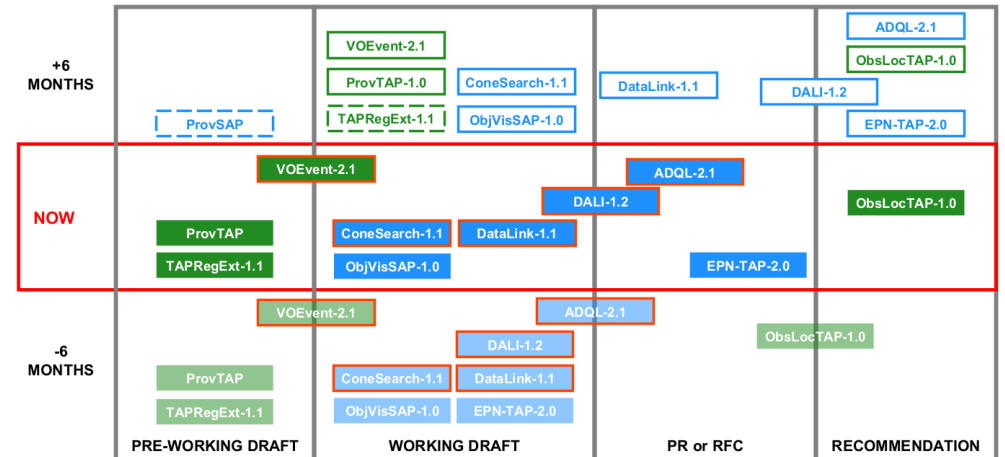 +6
MONTHS
VOEvent-2.1
ProvTAP-1.0
ConeSearch-1.1
TAPRegExt-1.1
ObjVisSAP-1.0
ProvSAP
DataLink-1.1
DALI-1.2
ADQL-2.1
ObsLocTAP-1.0
EPN-TAP-2.0
NOW
VOEvent-2.1
ADQL-2.1
DALI-1.2
ObsLocTAP-1.0
ProvTAP
ConeSearch-1.1
DataLink-1.1
TAPRegExt-1.1
ObjVisSAP-1.0
EPN-TAP-2.0
-6
MONTHS
VOEvent-2.1
ADQL-2.1
DALI-1.2
ObsLocTAP-1.0
ProvTAP
ConeSearch-1.1
DataLink-1.1
TAPRegExt-1.1
ObjVisSAP-1.0
EPN-TAP-2.0
PRE-WORKING DRAFT
WORKING DRAFT
PR or RFC
RECOMMENDATION